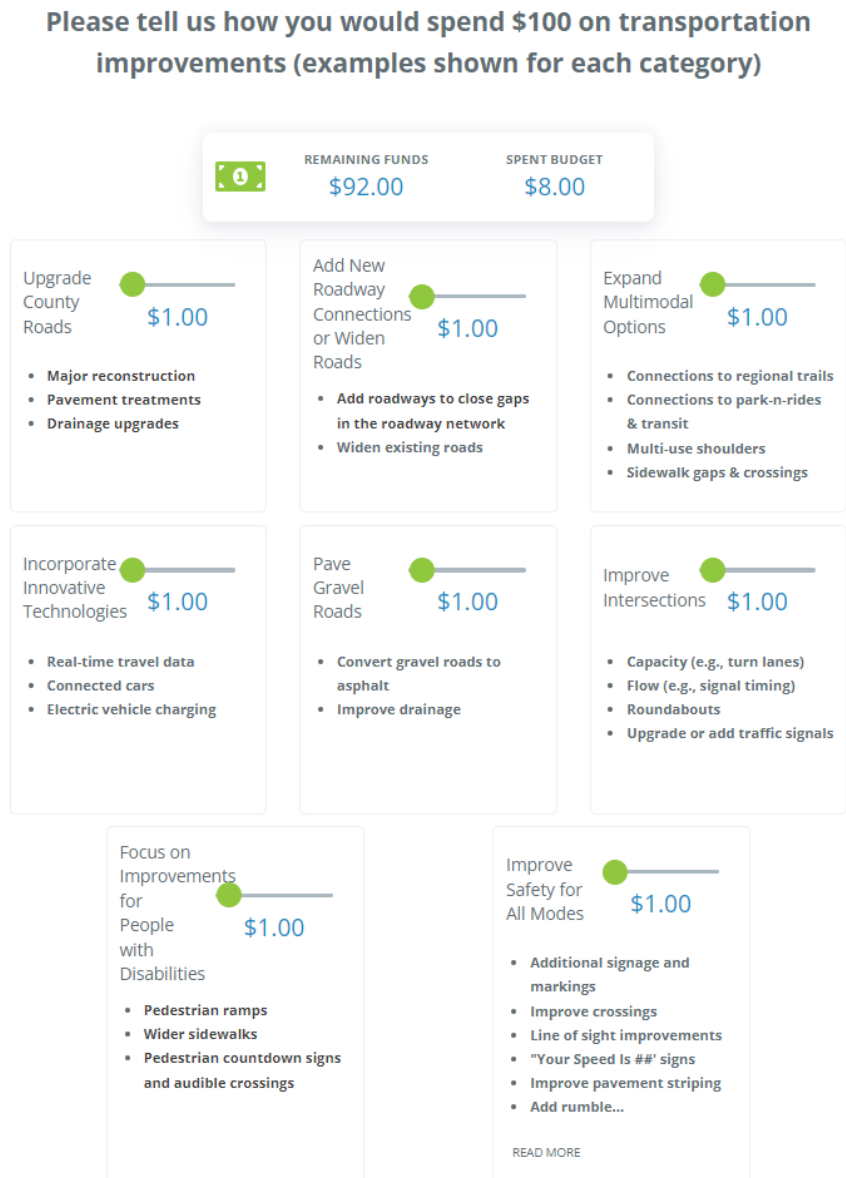 Please tell us how you would spend $100 on transportation
improvements (examples shown for each category)
1
REMAINING FUNDS
$92.00
SPENT BUDGET
$8.00
Upgrade
County
Roads
$1.00
• Major reconstruction
• Pavement treatments
• Drainage upgrades
Add New
Roadway
Connections
or Widen
Roads
$1.00
• Add roadways to close gaps
in the roadway network
• Widen existing roads
Expand
Multimodal
Options
$1.00
• Connections to regional trails
• Connections to park-n-rides
& transit
• Multi-use shoulders
• Sidewalk gaps & crossings
Incorporate
Innovative
Technologies
$1.00
• Real-time travel data
• Connected cars
• Electric vehicle charging
Pave
Gravel
Roads
$1.00
• Convert gravel roads to
asphalt
• Improve drainage
Improve
Intersections
$1.00
• Capacity (e.g., turn lanes)
• Flow (e.g., signal timing)
• Roundabouts
• Upgrade or add traffic signals
Focus on
Improvements
for
People
with
Disabilities
$1.00
• Pedestrian ramps
• Wider sidewalks
• Pedestrian countdown signs
and audible crossings
Improve
Safety for
All Modes
$1.00
• Additional signage and
markings
• Improve crossings
• Line of sight improvements
• "Your Speed Is ##' signs
• Improve pavement striping
• Add rumble...
READ MORE